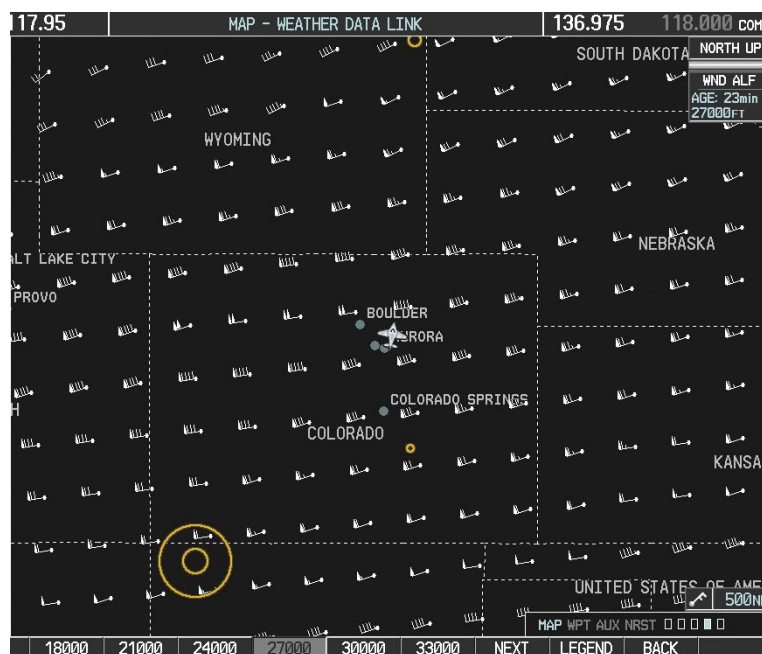 117.95 MAP – WEATHER DATA LINK 136.975 118.000 COM
SOUTH DAKOTA
NORTH UP
WND ALF
AGE: 23min
27000FT
WYOMING
NEBRASKA
ALT LAKE CITY
PROVO
BOULDER
AURORA
COLORADO SPRINGS
H
COLORADO
KANSA
UNITED STATES OF AME
500N
MAP WPT AUX NRST
18000 21000 24000 27000 30000 33000 NEXT LEGEND BACK